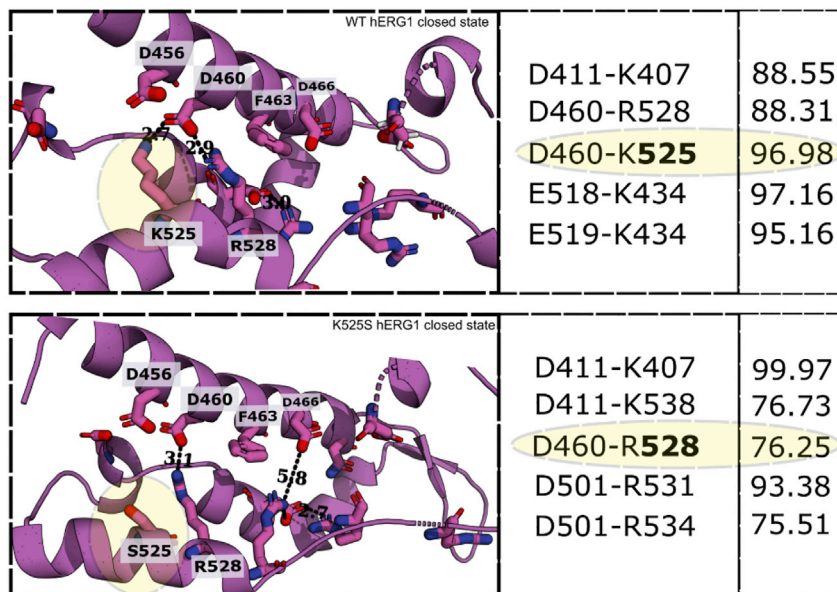 WT hERG1 closed state
D456
D460
D466
F463
2.7
2.9
3.0
K525
R528
D411-K407 88.55
D460-R528 88.31
D460-K525 96.98
E518-K434 97.16
E519-K434 95.16
K525S hERG1 closed state
D456
D460
D466
F463
3.1
5.8
2.7
S525
R528
D411-K407 99.97
D411-K538 76.73
D460-R528 76.25
D501-R531 93.38
D501-R534 75.51